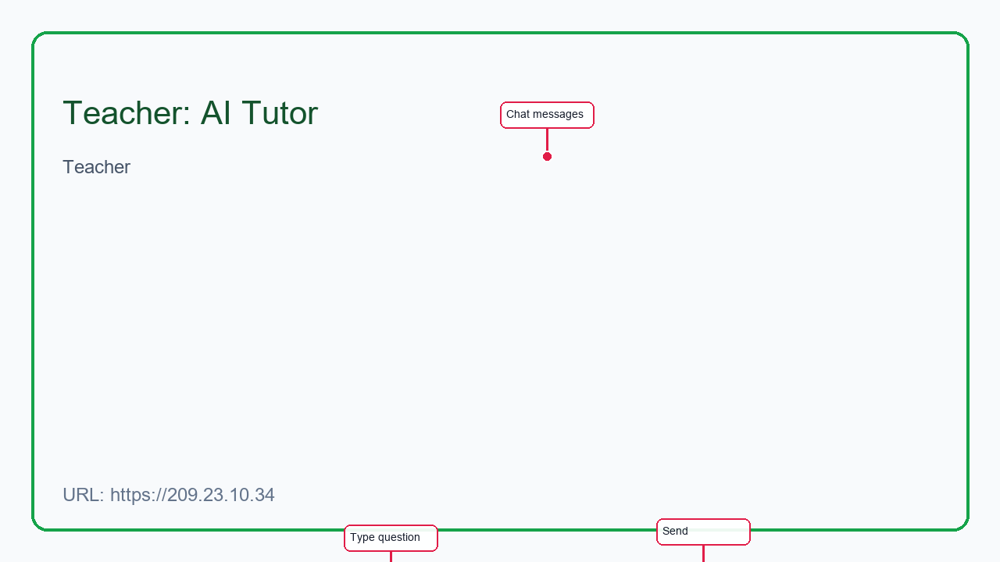 Teacher: AI Tutor
Chat messages
Teacher
URL: https://209.23.10.34
Type question
Send